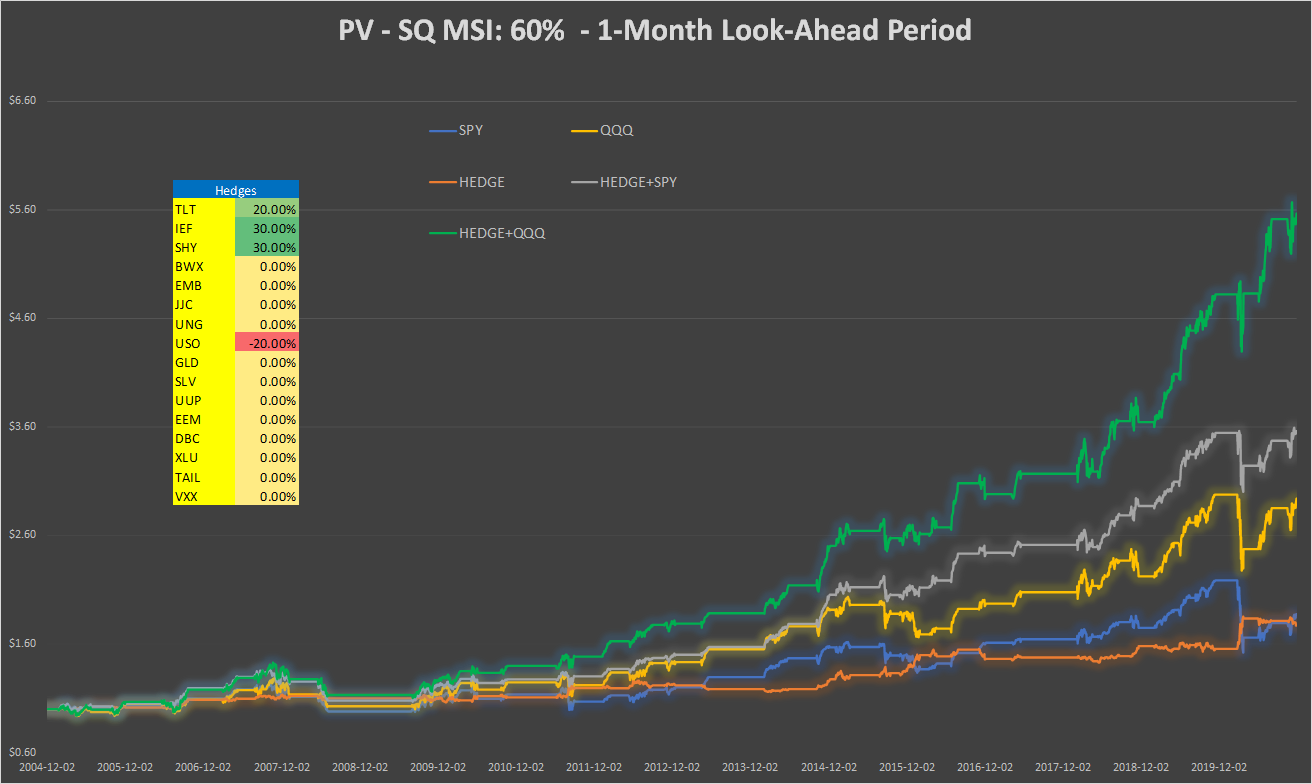 PV - SQ MSI: 60%  - 1-Month Look-Ahead Period
$6.60
$5.60
$4.60
$3.60
$2.60
$1.60
$0.60
SPY
QQQ
HEDGE
HEDGE+SPY
HEDGE+QQQ
Hedges
TLT 20.00%
IEF 30.00%
SHY 30.00%
BWX 0.00%
EMB 0.00%
JJC 0.00%
UNG 0.00%
USO -20.00%
GLD 0.00%
SLV 0.00%
UUP 0.00%
EEM 0.00%
DBC 0.00%
XLU 0.00%
TAIL 0.00%
VXX 0.00%
2004-12-02 2005-12-02 2006-12-02 2007-12-02 2008-12-02 2009-12-02 2010-12-02 2011-12-02 2012-12-02 2013-12-02 2014-12-02 2015-12-02 2016-12-02 2017-12-02 2018-12-02 2019-12-02